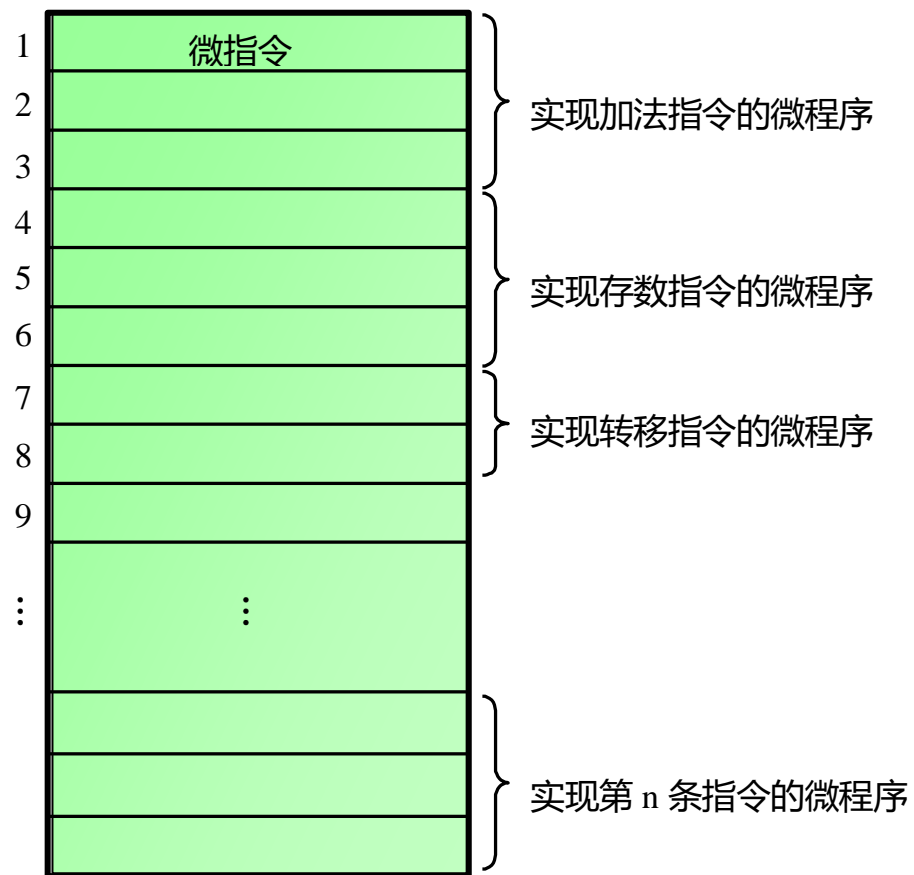 1 微指令
2 实现加法指令的微程序
3
4
5 实现存数指令的微程序
6
7
实现转移指令的微程序
8
9
⋮ ⋮
实现第 n 条指令的微程序